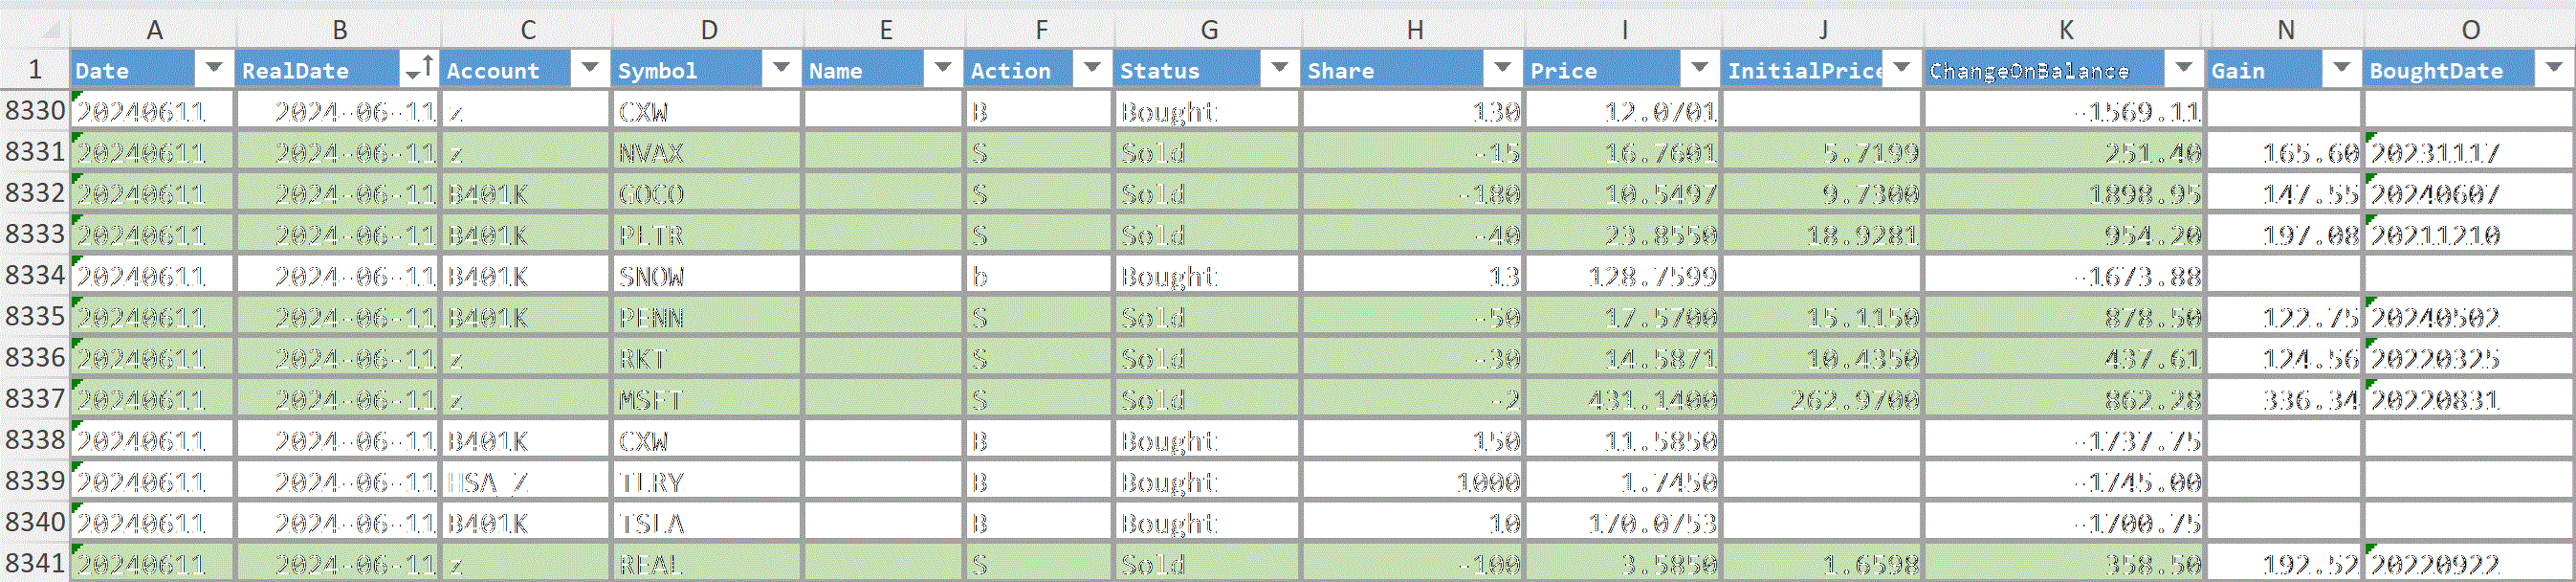 A B C D E F G H I J K N O
1 Date RealDate Account Symbol Name Action Status Share Price InitialPrice ChangeOnBalance Gain BoughtDate
8330 20240611 2024-06-11 z CXW B Bought 130 12.0701 -1569.11
8331 20240611 2024-06-11 z NVAX S Sold -15 16.7601 5.7199 251.40 165.60 20231117
8332 20240611 2024-06-11 B401K GOCO S Sold -180 10.5497 9.7300 1898.95 147.55 20240607
8333 20240611 2024-06-11 B401K PLTR S Sold -40 23.8550 18.9281 954.20 197.08 20211210
8334 20240611 2024-06-11 B401K SNOW b Bought 13 128.7599 -1673.88
8335 20240611 2024-06-11 B401K PENN S Sold -50 17.5700 15.1150 878.50 122.75 20240502
8336 20240611 2024-06-11 z RKT S Sold -30 14.5871 10.4350 437.61 124.56 20220325
8337 20240611 2024-06-11 z MSFT S Sold -2 431.1400 262.9700 862.28 336.34 20220831
8338 20240611 2024-06-11 B401K CXW B Bought 150 11.5850 -1737.75
8339 20240611 2024-06-11 HSA_Z TLRY B Bought 1000 1.7450 -1745.00
8340 20240611 2024-06-11 B401K TSLA B Bought 10 170.0753 -1700.75
8341 20240611 2024-06-11 z REAL S Sold -100 3.5850 1.6598 358.50 192.52 20220922